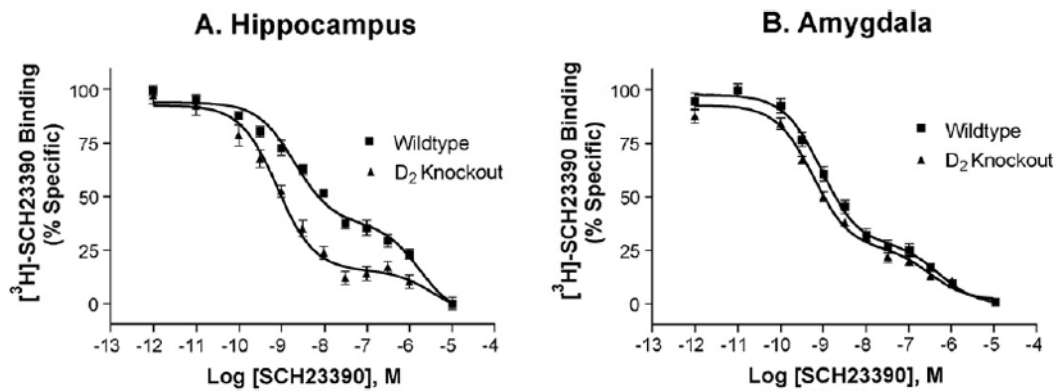 A. Hippocampus
[³H]-SCH23390 Binding
(% Specific)
100
75
50
25
0
Wildtype
D₂ Knockout
-13 -12 -11 -10 -9 -8 -7 -6 -5 -4
Log [SCH23390], M
B. Amygdala
[³H]-SCH23390 Binding
(% Specific)
100
75
50
25
0
Wildtype
D₂ Knockout
-13 -12 -11 -10 -9 -8 -7 -6 -5 -4
Log [SCH23390], M